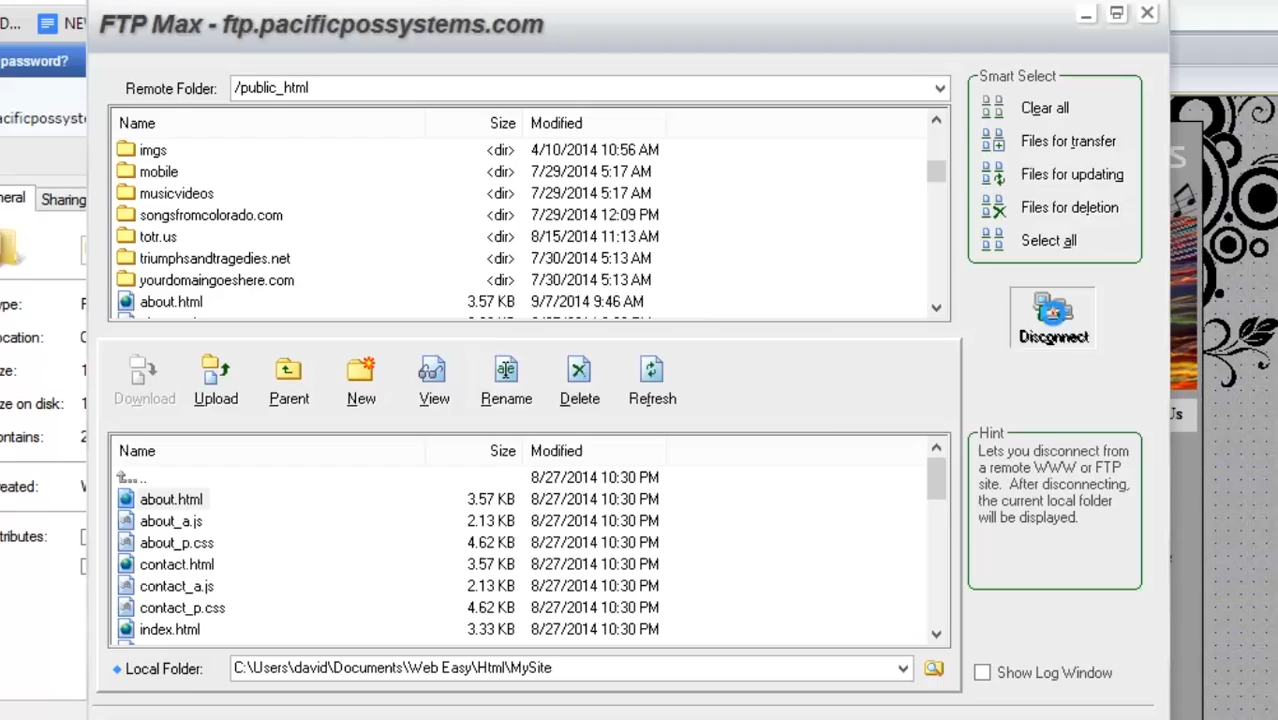 D...
NEW
FTP Max - ftp.pacificpossystems.com
password?
acificpossyste
Remote Folder: /public_html
Name Size Modified
imgs <dir> 4/10/2014 10:56 AM
mobile <dir> 7/29/2014 5:17 AM
musicvideos <dir> 7/29/2014 5:17 AM
songsfromcolorado.com <dir> 7/29/2014 12:09 PM
totr.us <dir> 8/15/2014 11:13 AM
triumphsandtragedies.net <dir> 7/30/2014 5:13 AM
yourdomaingoeshere.com <dir> 7/30/2014 5:13 AM
about.html 3.57 KB 9/7/2014 9:46 AM
Smart Select
Clear all
Files for transfer
Files for updating
Files for deletion
Select all
S
Disconnect
neral
Sharing
ype:
ocation:
ze:
ze on disk:
ontains:
eated:
tributes:
Download Upload Parent New View Rename Delete Refresh
Us
Name Size Modified
.. 8/27/2014 10:30 PM
about.html 3.57 KB 8/27/2014 10:30 PM
about_a.js 2.13 KB 8/27/2014 10:30 PM
about_p.css 4.62 KB 8/27/2014 10:30 PM
contact.html 3.57 KB 8/27/2014 10:30 PM
contact_a.js 2.13 KB 8/27/2014 10:30 PM
contact_p.css 4.62 KB 8/27/2014 10:30 PM
index.html 3.33 KB 8/27/2014 10:30 PM
Hint
Lets you disconnect from
a remote WWW or FTP
site. After disconnecting,
the current local folder
will be displayed.
Local Folder: C:\Users\david\Documents\Web Easy\Html\MySite
Show Log Window